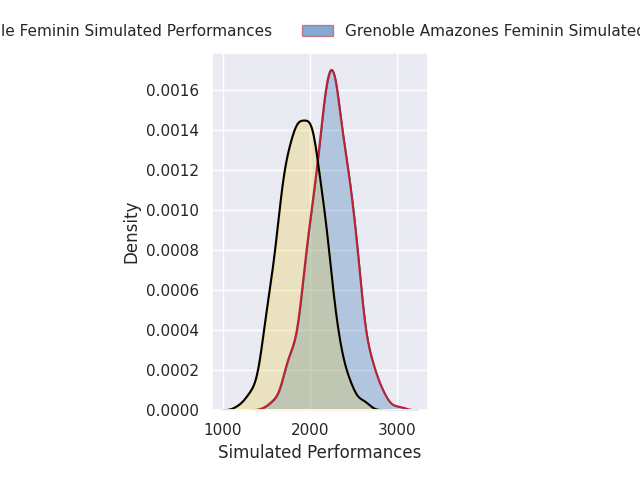 Feminin Simulated Performances Grenoble Amazones Feminin Simulated
0.0016
0.0014
0.0012
0.0010
0.0008
0.0006
0.0004
0.0002
0.0000
Density
1000 2000 3000
Simulated Performances